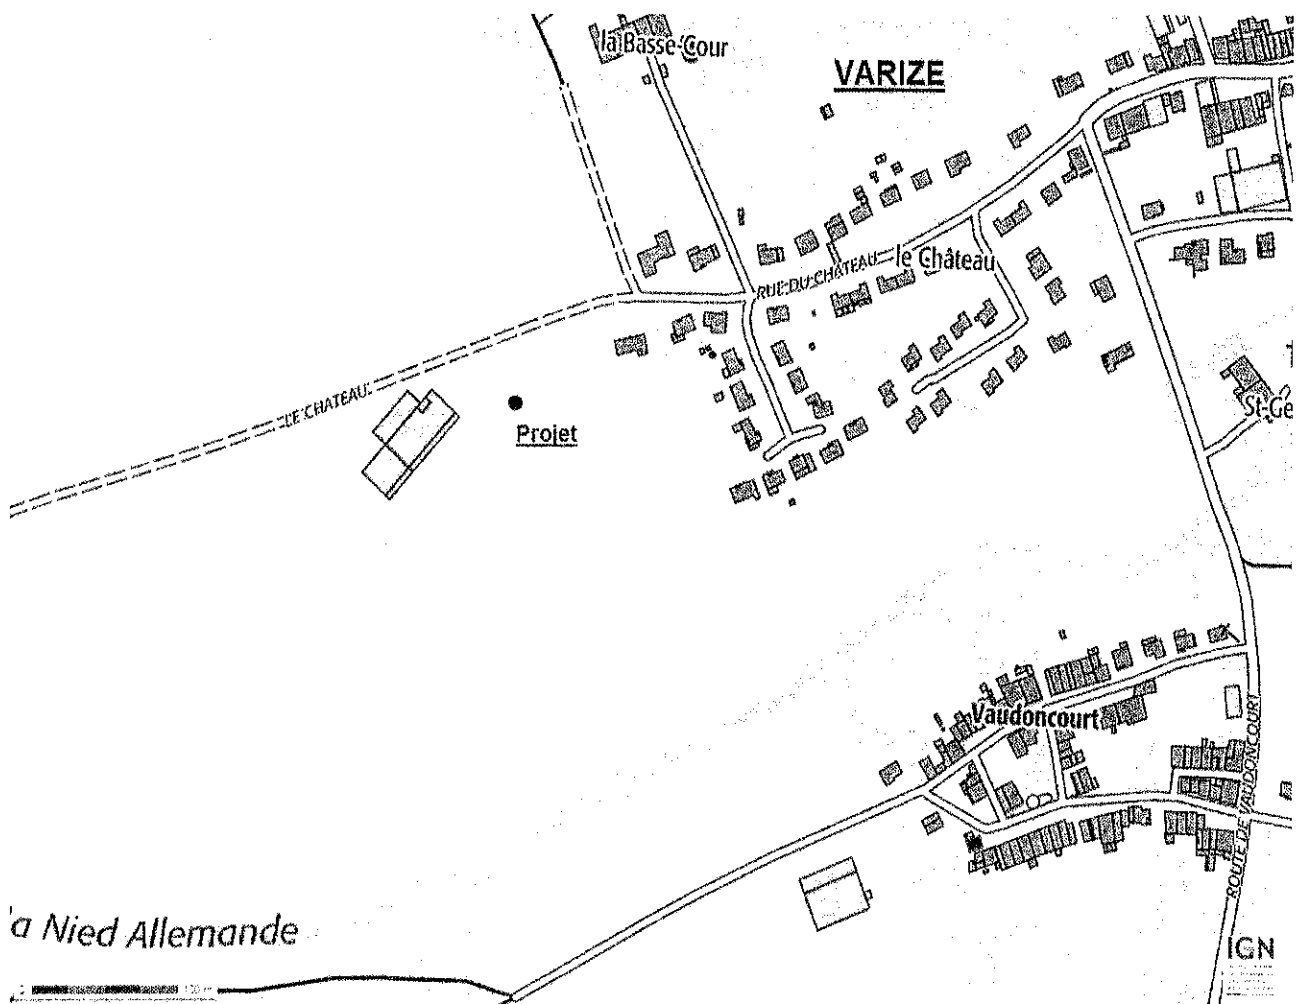 la Basse-Cour
VARIZE
RUE DU CHÂTEAU
le Château
LE CHATEAU
Projet
St-Ge
Vaudoncourt
ROUTE DE VAUDONCOURT
a Nied Allemande
IGN